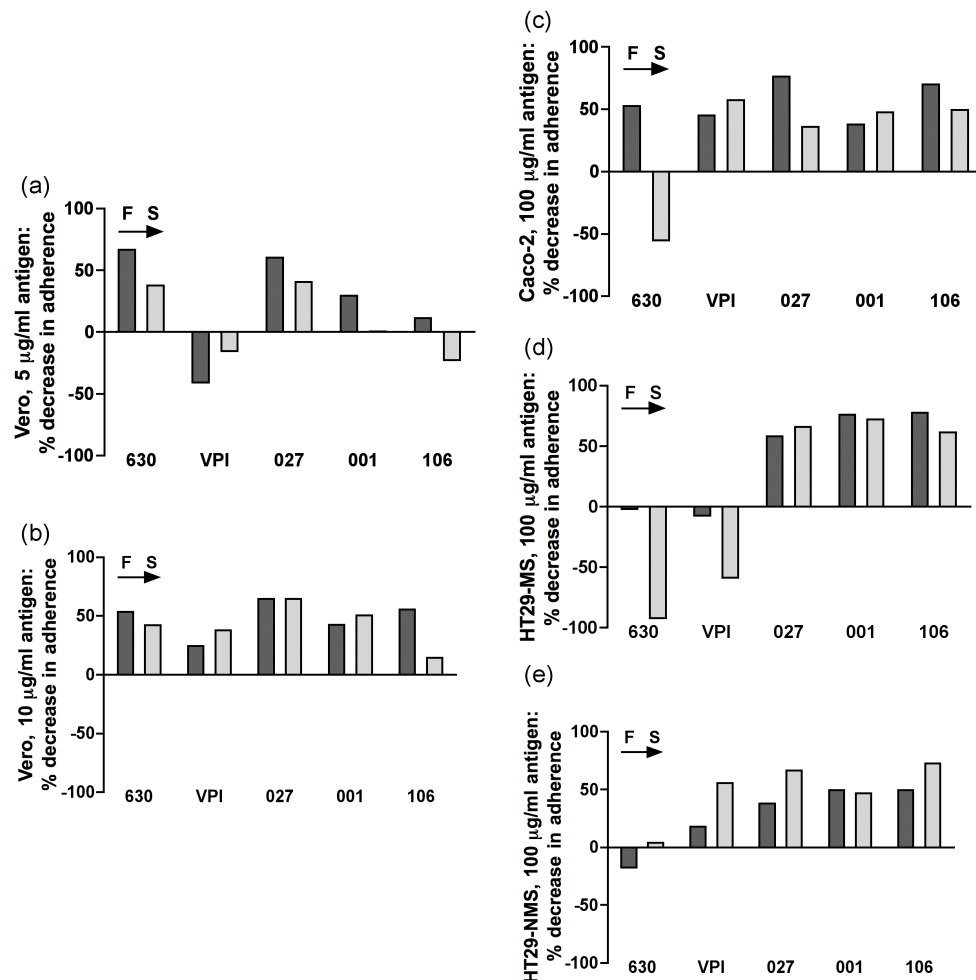 (a)
Vero, 5 μg/ml antigen:
% decrease in adherence
100
50
0
-50
-100
F S
630 VPI 027 001 106
(b)
Vero, 10 μg/ml antigen:
% decrease in adherence
100
50
0
-50
-100
F S
630 VPI 027 001 106
(c)
Caco-2, 100 μg/ml antigen:
% decrease in adherence
100
50
0
-50
-100
F S
630 VPI 027 001 106
(d)
HT29-MS, 100 μg/ml antigen:
% decrease in adherence
100
50
0
-50
-100
F S
630 VPI 027 001 106
(e)
HT29-NMS, 100 μg/ml antigen:
% decrease in adherence
100
50
0
-50
-100
F S
630 VPI 027 001 106